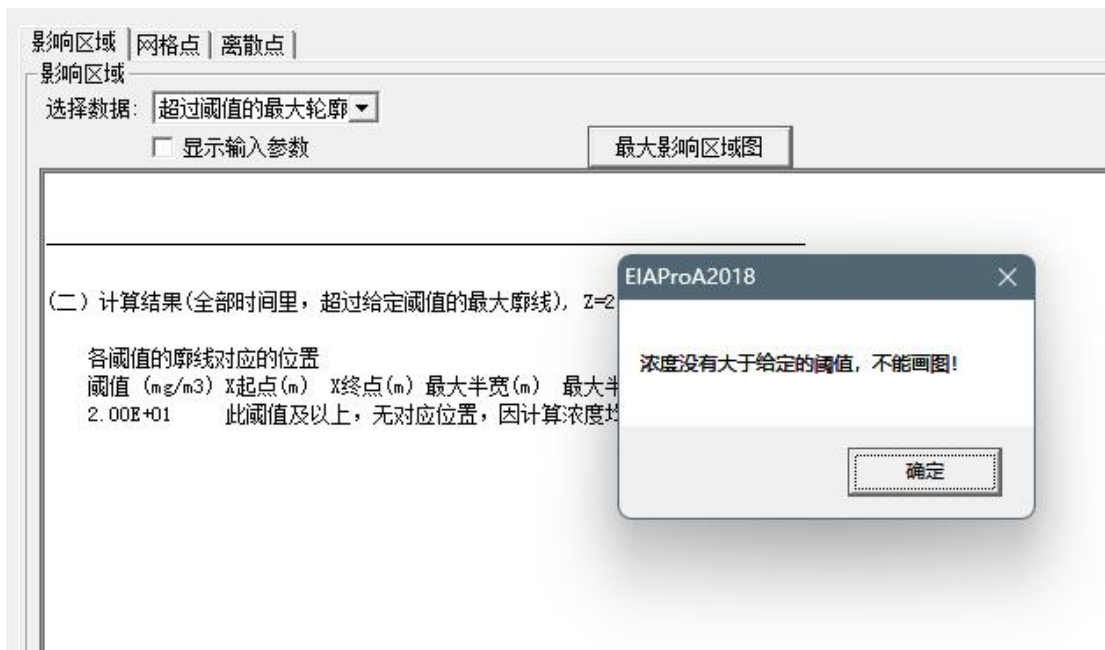 影响区域 网格点 离散点
影响区域
选择数据: 超过阈值的最大轮廓
显示输入参数 最大影响区域图
(二) 计算结果(全部时间里，超过给定阈值的最大廓线), Z=2
各阈值的廓线对应的位置
阈值 (mg/m3) X起点(m) X终点(m) 最大半宽(m) 最大半
2.00E+01 此阈值及以上，无对应位置，因计算浓度均
EIAProA2018
浓度没有大于给定的阈值，不能画图!
确定